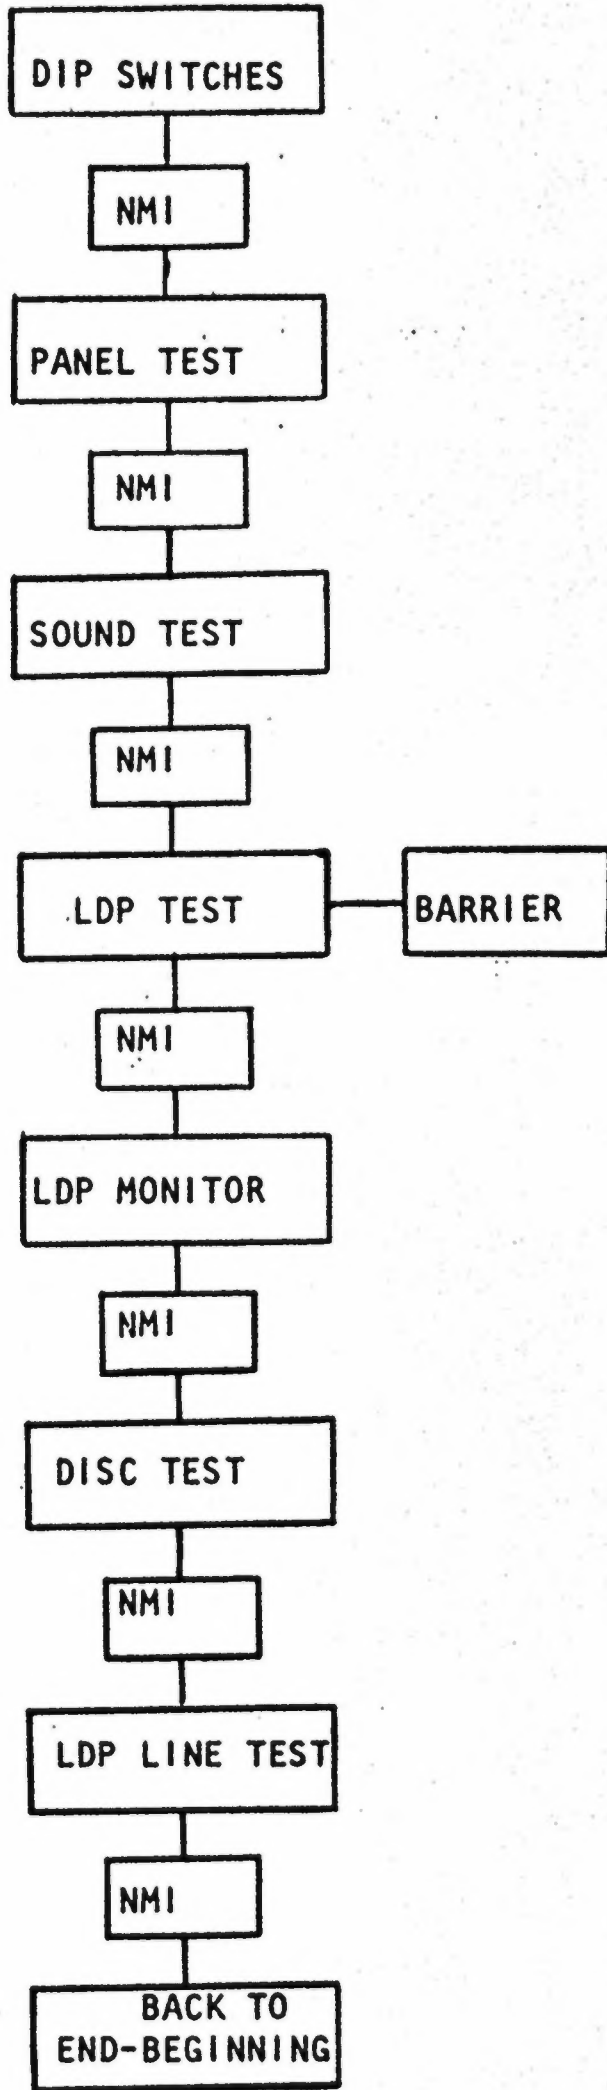 DIP SWITCHES
NMI
PANEL TEST
NMI
SOUND TEST
NMI
LDP TEST
BARRIER
NMI
LDP MONITOR
NMI
DISC TEST
NMI
LDP LINE TEST
NMI
BACK TO
END-BEGINNING